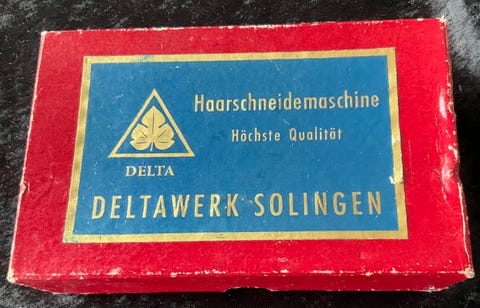 Haarschneidemaschine
Höchste Qualität
DELTA
DELTAWERK SOLINGEN